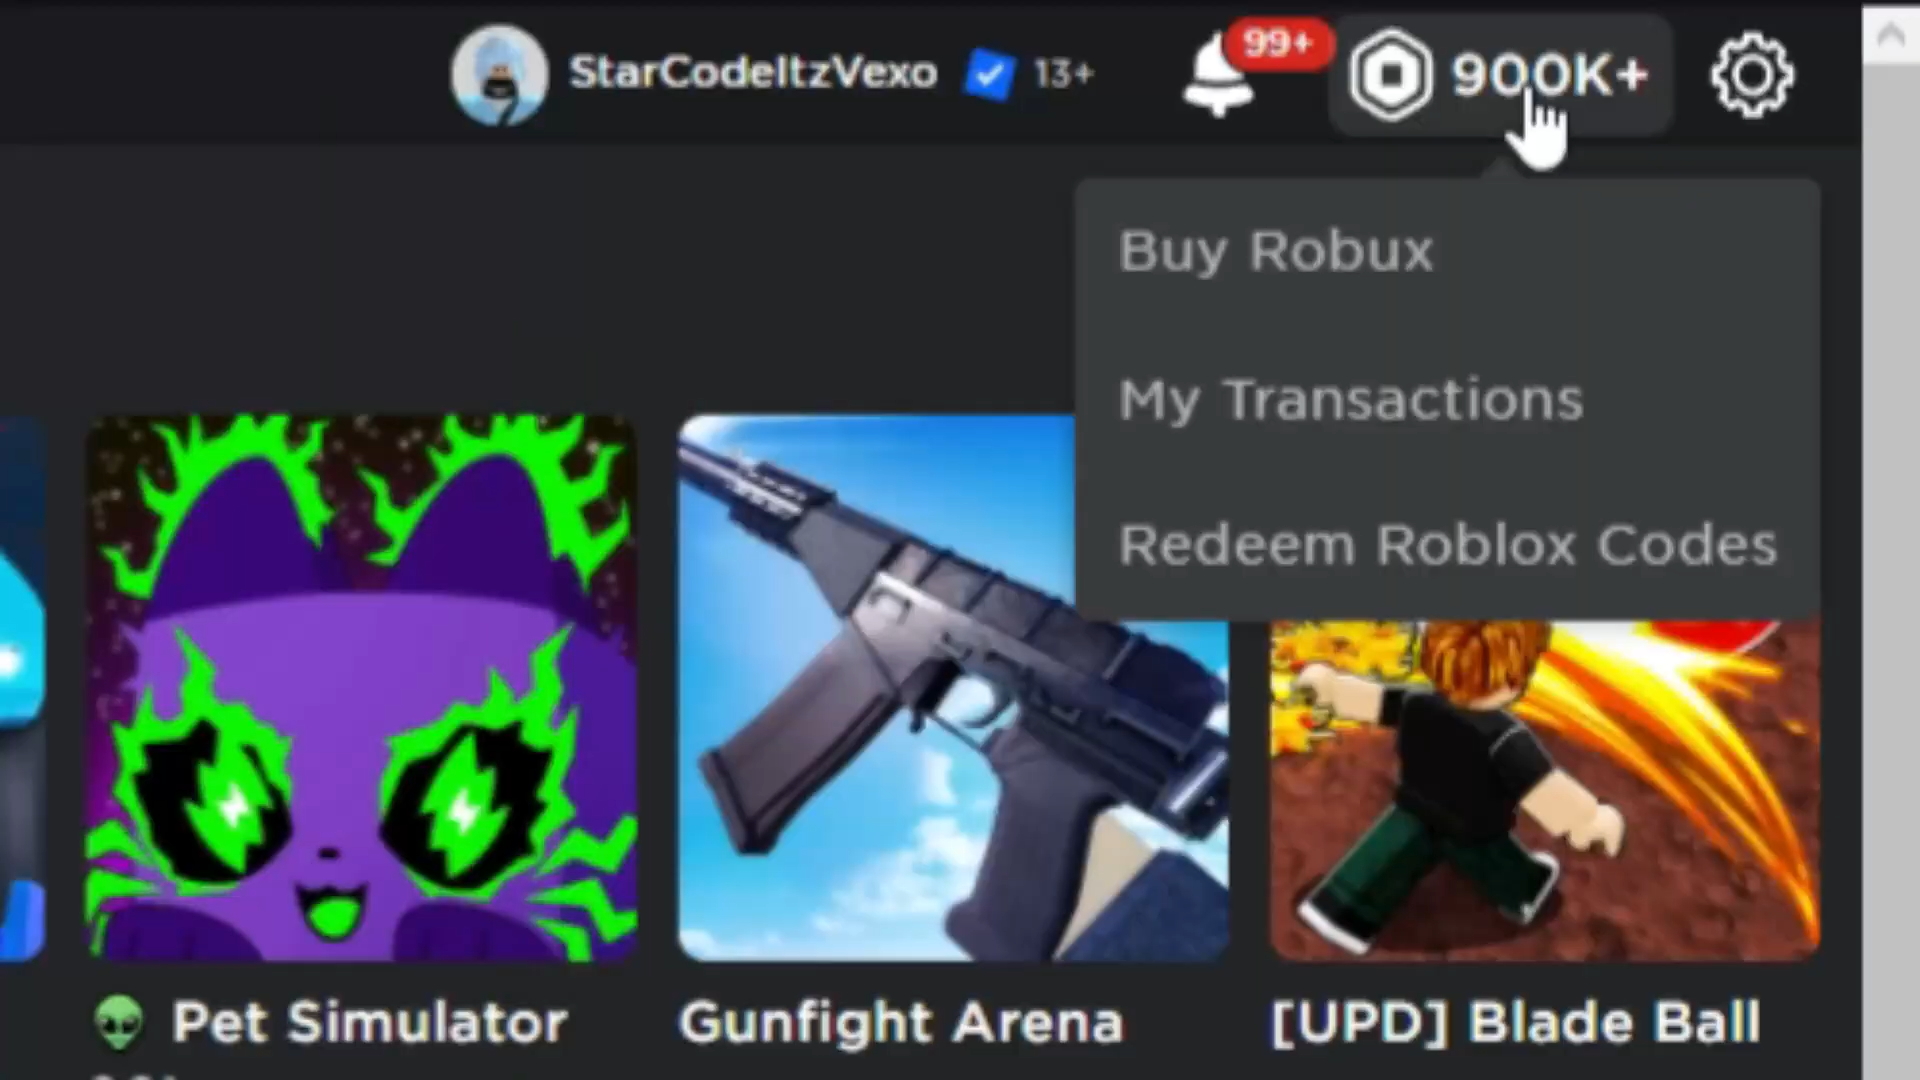 StarCodeItzVexo 13+ 99+ 900K+
Buy Robux
My Transactions
Redeem Roblox Codes
👽 Pet Simulator
Gunfight Arena
[UPD] Blade Ball